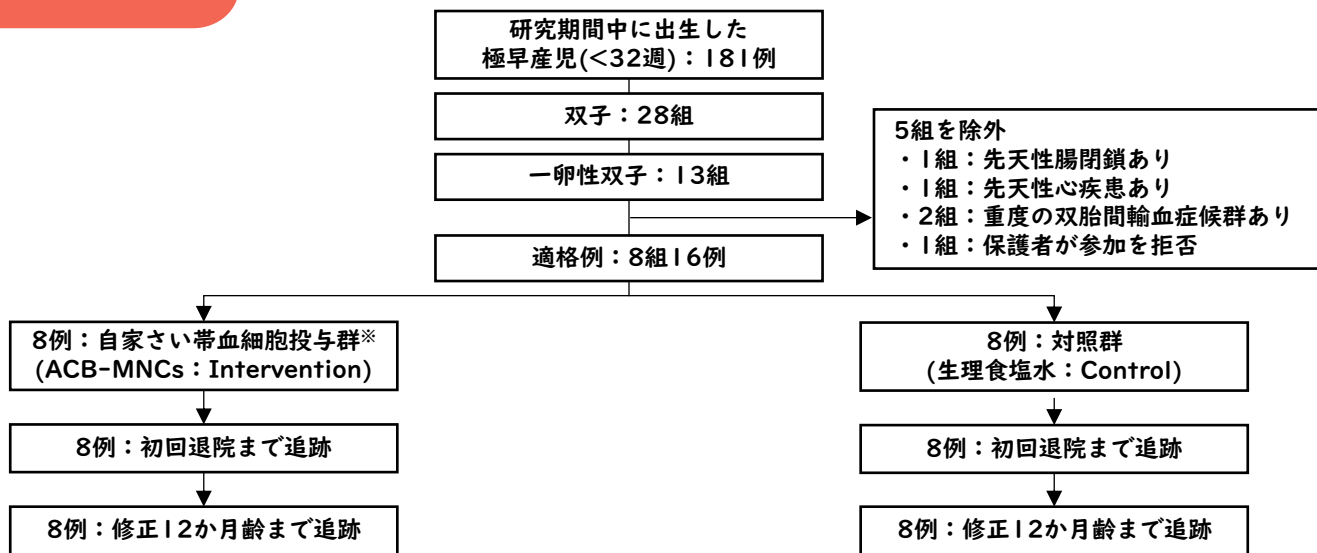 研究期間中に出生した
極早産児(<32週)：181例
双子：28組
一卵性双子：13組
5組を除外
・1組：先天性腸閉鎖あり
・1組：先天性心疾患あり
・2組：重度の双胎間輸血症候群あり
・1組：保護者が参加を拒否
適格例：8組16例
8例：自家さい帯血細胞投与群※
(ACB-MNCs：Intervention)
8例：対照群
(生理食塩水：Control)
8例：初回退院まで追跡
8例：初回退院まで追跡
8例：修正12か月齢まで追跡
8例：修正12か月齢まで追跡